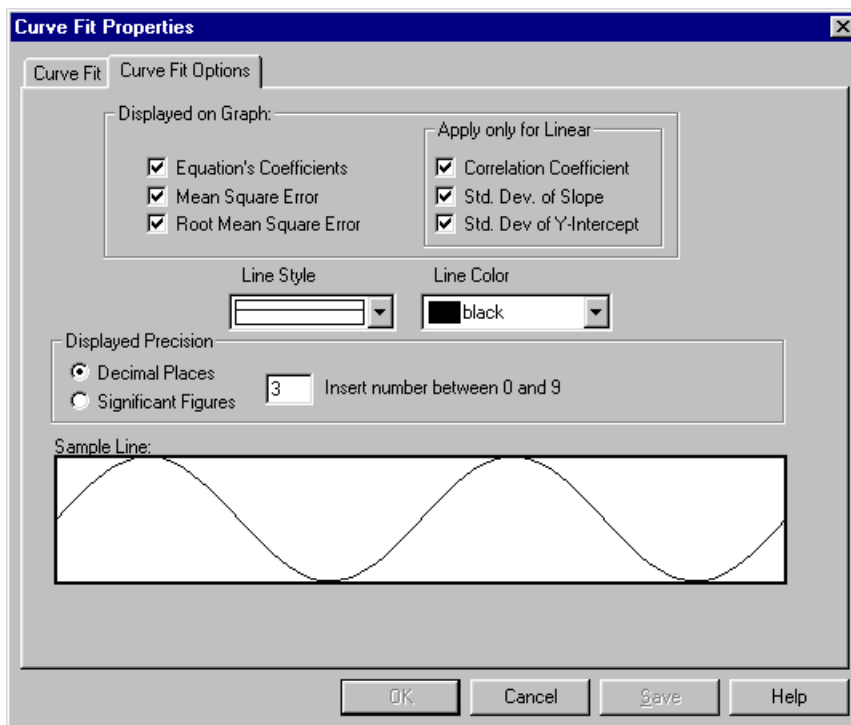 Curve Fit Properties
Curve Fit
Curve Fit Options
Displayed on Graph:
Equation's Coefficients
Mean Square Error
Root Mean Square Error
Apply only for Linear
Correlation Coefficient
Std. Dev. of Slope
Std. Dev of Y-Intercept
Line Style
Line Color
black
Displayed Precision
Decimal Places
Significant Figures
3
Insert number between 0 and 9
Sample Line:
OK
Cancel
Save
Help